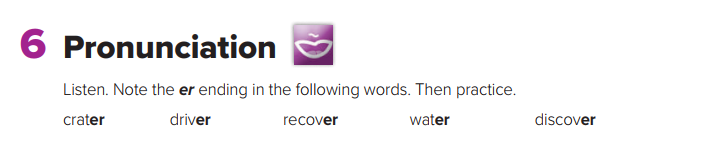 6 Pronunciation
Listen. Note the er ending in the following words. Then practice.
crater driver recover water discover